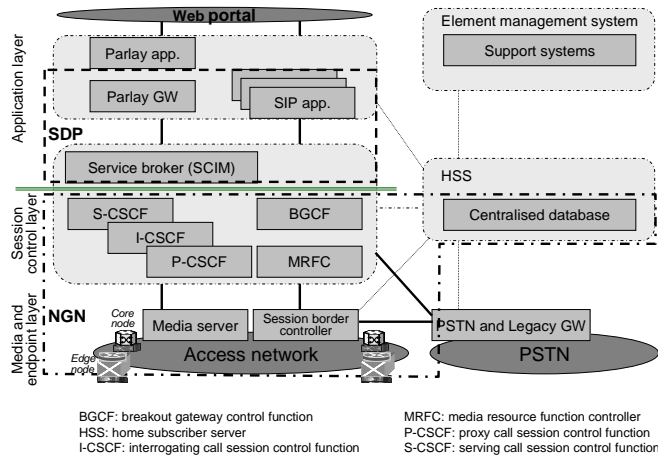 Web portal
Element management system
Parlay app.
Support systems
Application layer
Parlay GW
SIP app.
SDP
Service broker (SCIM)
HSS
S-CSCF
BGCF
Centralised database
Session control layer
I-CSCF
P-CSCF
MRFC
Media and endpoint layer
NGN
Core node
Media server
Session border controller
PSTN and Legacy GW
Edge node
Access network
PSTN
BGCF: breakout gateway control function
HSS: home subscriber server
I-CSCF: interrogating call session control function
MRFC: media resource function controller
P-CSCF: proxy call session control function
S-CSCF: serving call session control function